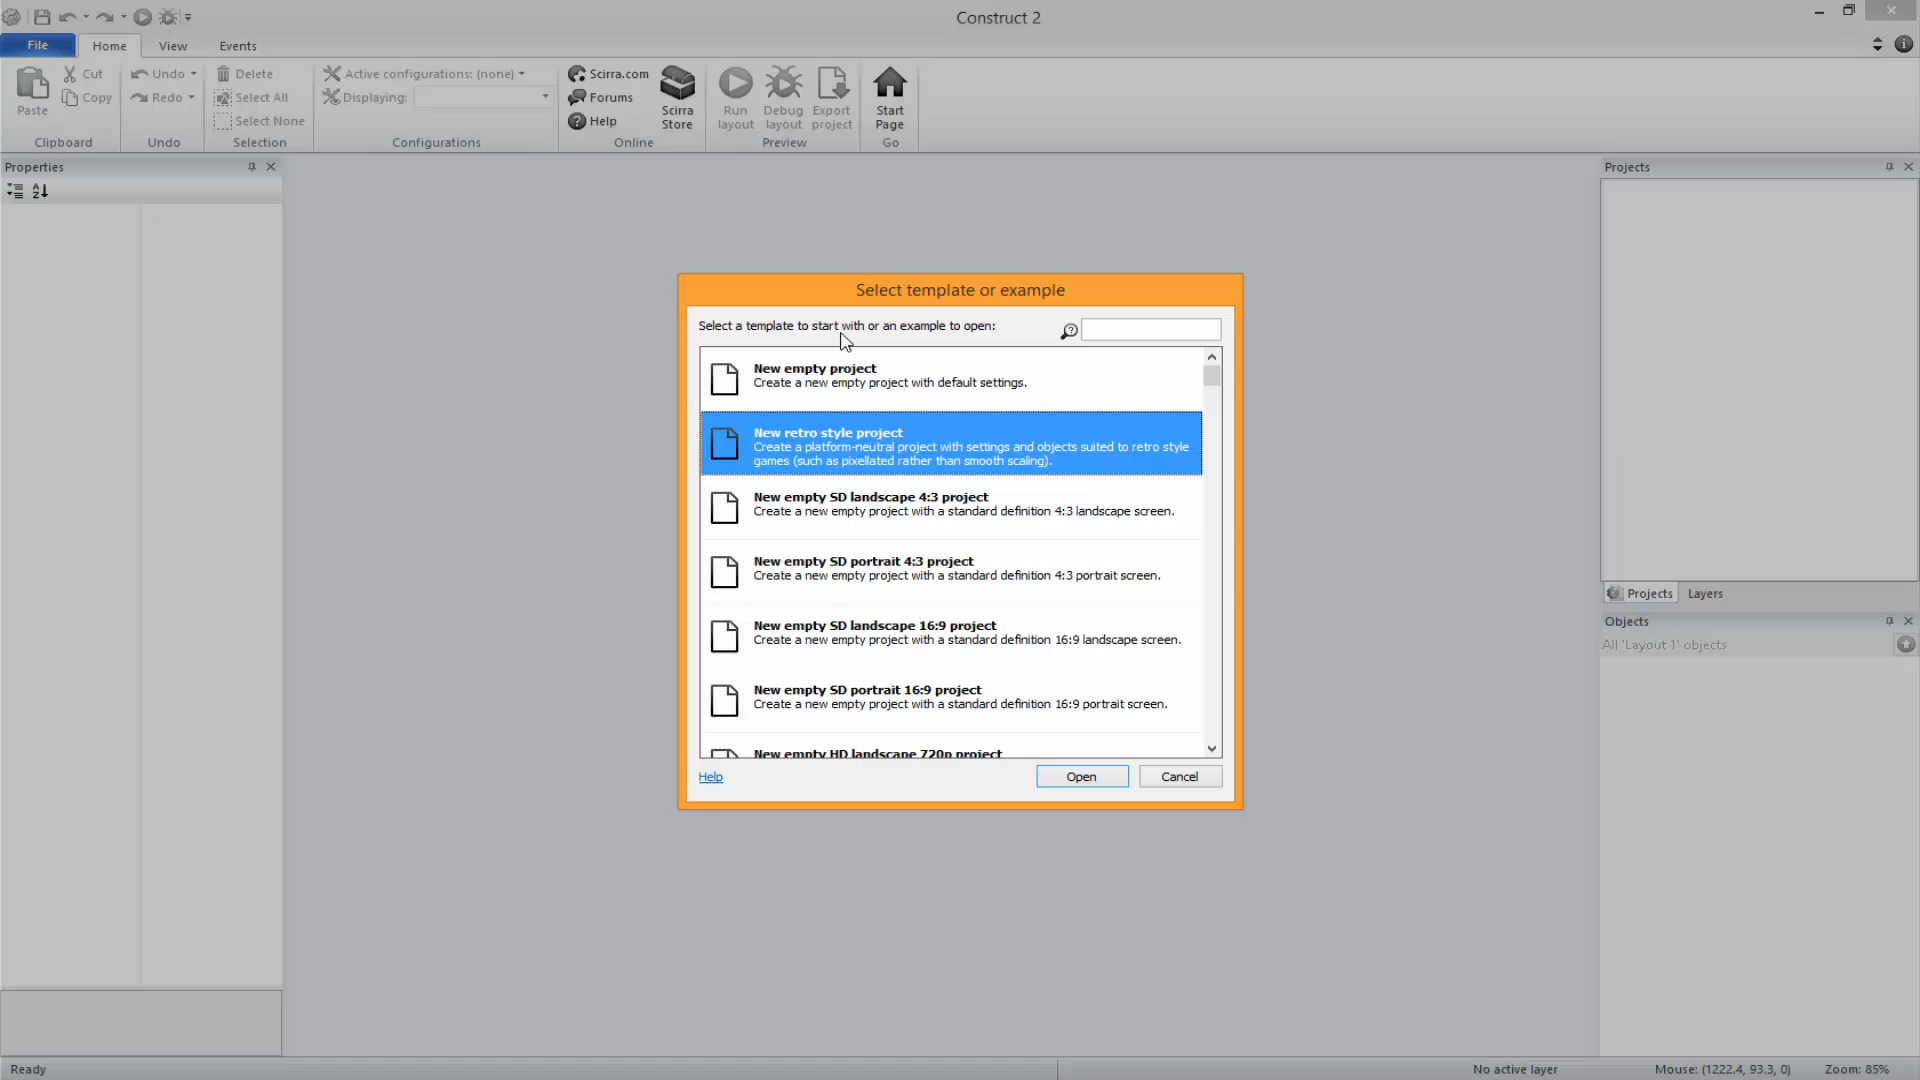 Construct 2
File
Home
View
Events
Paste
Cut
Copy
Clipboard
Undo
Redo
Undo
Delete
Select All
Select None
Selection
Active configurations: (none)
Displaying:
Configurations
Scirra.com
Forums
Help
Scirra
Store
Online
Run
layout
Debug
layout
Export
project
Preview
Start
Page
Go
Properties
Projects
Select template or example
Select a template to start with or an example to open:
New empty project
Create a new empty project with default settings.
New retro style project
Create a platform-neutral project with settings and objects suited to retro style
games (such as pixellated rather than smooth scaling).
New empty SD landscape 4:3 project
Create a new empty project with a standard definition 4:3 landscape screen.
New empty SD portrait 4:3 project
Create a new empty project with a standard definition 4:3 portrait screen.
New empty SD landscape 16:9 project
Create a new empty project with a standard definition 16:9 landscape screen.
New empty SD portrait 16:9 project
Create a new empty project with a standard definition 16:9 portrait screen.
New empty HD landscape 720p project
Help
Open
Cancel
Projects
Layers
Objects
All 'Layout 1' objects
Ready
No active layer
Mouse: (1222.4, 93.3, 0)
Zoom: 85%